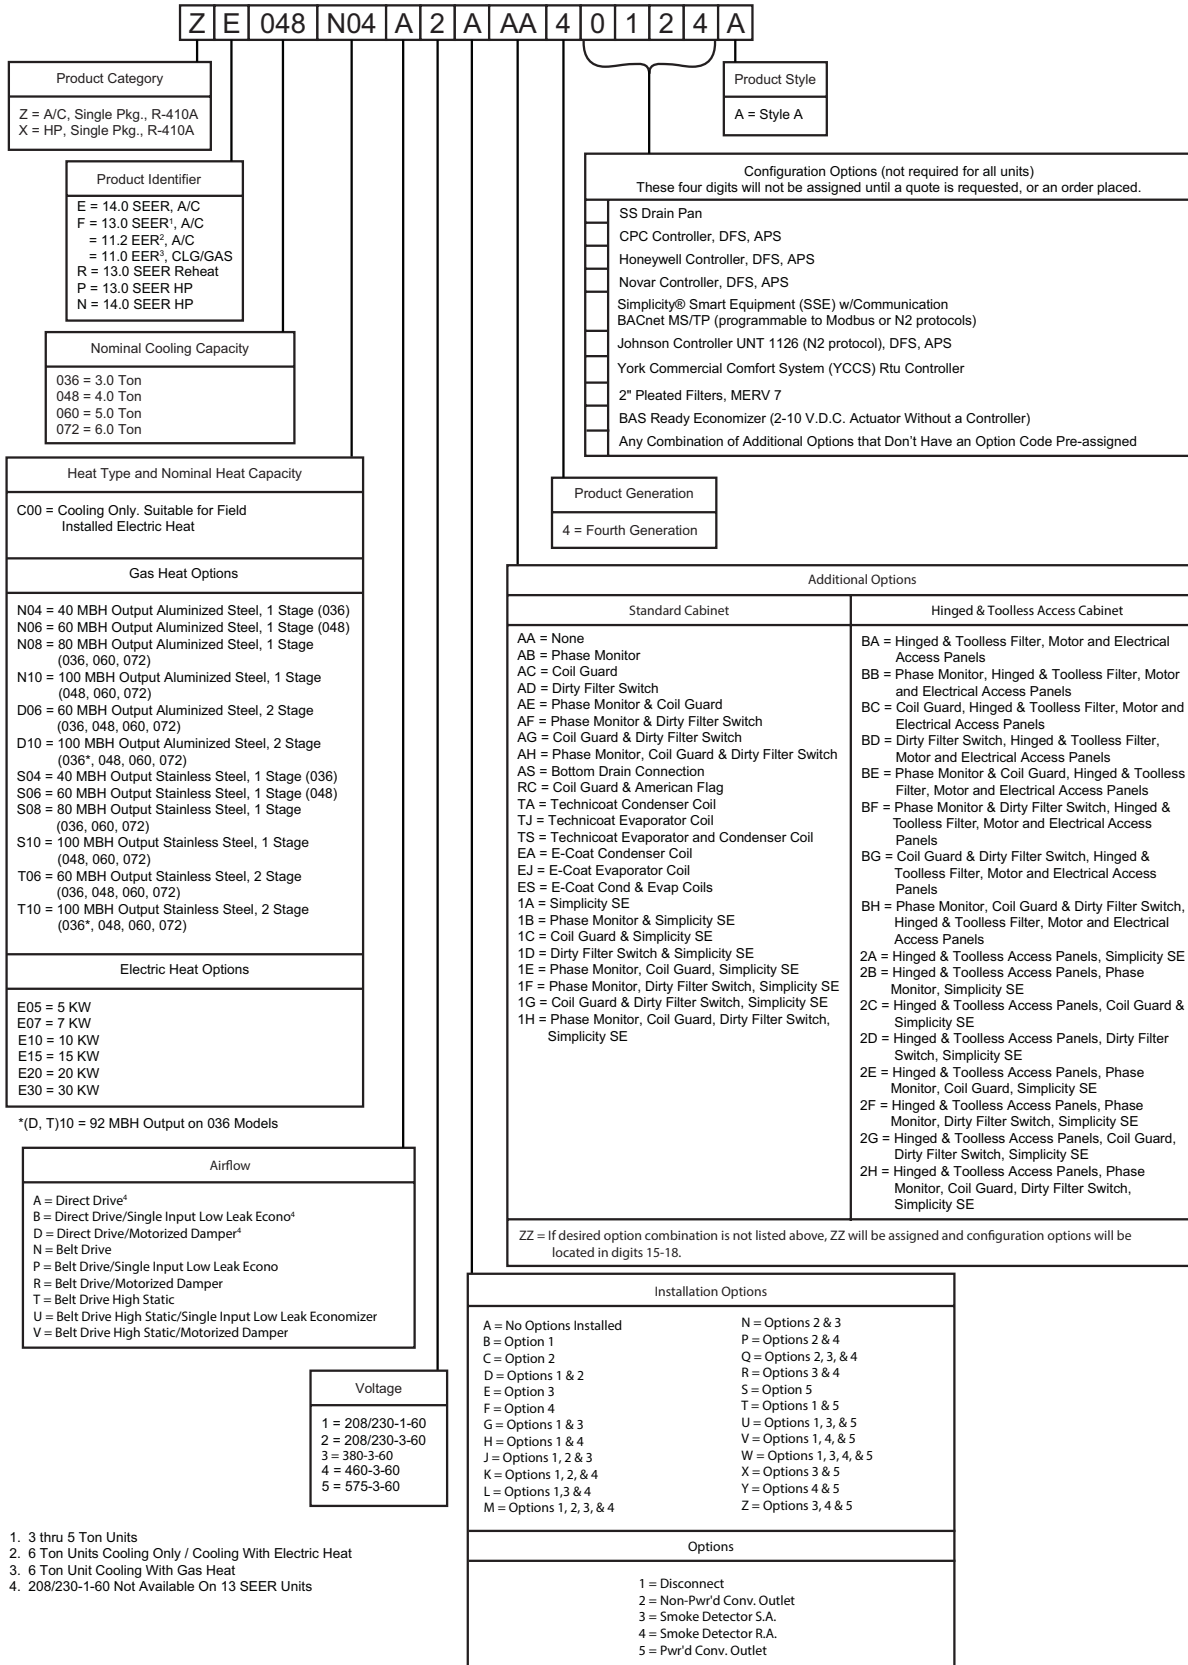 Z E 048 N04 A 2 A AA 4 0 1 2 4 A
Product Category
Z = A/C, Single Pkg., R-410A
X = HP, Single Pkg., R-410A
Product Style
A = Style A
Product Identifier
E = 14.0 SEER, A/C
F = 13.0 SEER¹, A/C
= 11.2 EER², A/C
= 11.0 EER³, CLG/GAS
R = 13.0 SEER Reheat
P = 13.0 SEER HP
N = 14.0 SEER HP
Configuration Options (not required for all units)
These four digits will not be assigned until a quote is requested, or an order placed.
SS Drain Pan
CPC Controller, DFS, APS
Honeywell Controller, DFS, APS
Novar Controller, DFS, APS
Simplicity® Smart Equipment (SSE) w/Communication
BACnet MS/TP (programmable to Modbus or N2 protocols)
Johnson Controller UNT 1126 (N2 protocol), DFS, APS
York Commercial Comfort System (YCCS) Rtu Controller
2" Pleated Filters, MERV 7
BAS Ready Economizer (2-10 V.D.C. Actuator Without a Controller)
Any Combination of Additional Options that Don't Have an Option Code Pre-assigned
Nominal Cooling Capacity
036 = 3.0 Ton
048 = 4.0 Ton
060 = 5.0 Ton
072 = 6.0 Ton
Heat Type and Nominal Heat Capacity
C00 = Cooling Only. Suitable for Field
Installed Electric Heat
Gas Heat Options
N04 = 40 MBH Output Aluminized Steel, 1 Stage (036)
N06 = 60 MBH Output Aluminized Steel, 1 Stage (048)
N08 = 80 MBH Output Aluminized Steel, 1 Stage
(036, 060, 072)
N10 = 100 MBH Output Aluminized Steel, 1 Stage
(048, 060, 072)
D06 = 60 MBH Output Aluminized Steel, 2 Stage
(036, 048, 060, 072)
D10 = 100 MBH Output Aluminized Steel, 2 Stage
(036*, 048, 060, 072)
S04 = 40 MBH Output Stainless Steel, 1 Stage (036)
S06 = 60 MBH Output Stainless Steel, 1 Stage (048)
S08 = 80 MBH Output Stainless Steel, 1 Stage
(036, 060, 072)
S10 = 100 MBH Output Stainless Steel, 1 Stage
(048, 060, 072)
T06 = 60 MBH Output Stainless Steel, 2 Stage
(036, 048, 060, 072)
T10 = 100 MBH Output Stainless Steel, 2 Stage
(036*, 048, 060, 072)
Electric Heat Options
E05 = 5 KW
E07 = 7 KW
E10 = 10 KW
E15 = 15 KW
E20 = 20 KW
E30 = 30 KW
*(D, T)10 = 92 MBH Output on 036 Models
Product Generation
4 = Fourth Generation
Additional Options
Standard Cabinet
AA = None
AB = Phase Monitor
AC = Coil Guard
AD = Dirty Filter Switch
AE = Phase Monitor & Coil Guard
AF = Phase Monitor & Dirty Filter Switch
AG = Coil Guard & Dirty Filter Switch
AH = Phase Monitor, Coil Guard & Dirty Filter Switch
AS = Bottom Drain Connection
RC = Coil Guard & American Flag
TA = Technicoat Condenser Coil
TJ = Technicoat Evaporator Coil
TS = Technicoat Evaporator and Condenser Coil
EA = E-Coat Condenser Coil
EJ = E-Coat Evaporator Coil
ES = E-Coat Cond & Evap Coils
1A = Simplicity SE
1B = Phase Monitor & Simplicity SE
1C = Coil Guard & Simplicity SE
1D = Dirty Filter Switch & Simplicity SE
1E = Phase Monitor, Coil Guard, Simplicity SE
1F = Phase Monitor, Dirty Filter Switch, Simplicity SE
1G = Coil Guard & Dirty Filter Switch, Simplicity SE
1H = Phase Monitor, Coil Guard, Dirty Filter Switch,
Simplicity SE
Hinged & Toolless Access Cabinet
BA = Hinged & Toolless Filter, Motor and Electrical
Access Panels
BB = Phase Monitor, Hinged & Toolless Filter, Motor
and Electrical Access Panels
BC = Coil Guard, Hinged & Toolless Filter, Motor and
Electrical Access Panels
BD = Dirty Filter Switch, Hinged & Toolless Filter,
Motor and Electrical Access Panels
BE = Phase Monitor & Coil Guard, Hinged & Toolless
Filter, Motor and Electrical Access Panels
BF = Phase Monitor & Dirty Filter Switch, Hinged &
Toolless Filter, Motor and Electrical Access
Panels
BG = Coil Guard & Dirty Filter Switch, Hinged &
Toolless Filter, Motor and Electrical Access
Panels
BH = Phase Monitor, Coil Guard & Dirty Filter Switch,
Hinged & Toolless Filter, Motor and Electrical
Access Panels
2A = Hinged & Toolless Access Panels, Simplicity SE
2B = Hinged & Toolless Access Panels, Phase
Monitor, Simplicity SE
2C = Hinged & Toolless Access Panels, Coil Guard &
Simplicity SE
2D = Hinged & Toolless Access Panels, Dirty Filter
Switch, Simplicity SE
2E = Hinged & Toolless Access Panels, Phase
Monitor, Coil Guard, Simplicity SE
2F = Hinged & Toolless Access Panels, Phase
Monitor, Dirty Filter Switch, Simplicity SE
2G = Hinged & Toolless Access Panels, Coil Guard,
Dirty Filter Switch, Simplicity SE
2H = Hinged & Toolless Access Panels, Phase
Monitor, Coil Guard, Dirty Filter Switch,
Simplicity SE
ZZ = If desired option combination is not listed above, ZZ will be assigned and configuration options will be
located in digits 15-18.
Airflow
A = Direct Drive⁴
B = Direct Drive/Single Input Low Leak Econo⁴
D = Direct Drive/Motorized Damper⁴
N = Belt Drive
P = Belt Drive/Single Input Low Leak Econo
R = Belt Drive/Motorized Damper
T = Belt Drive High Static
U = Belt Drive High Static/Single Input Low Leak Economizer
V = Belt Drive High Static/Motorized Damper
Voltage
1 = 208/230-1-60
2 = 208/230-3-60
3 = 380-3-60
4 = 460-3-60
5 = 575-3-60
Installation Options
A = No Options Installed
B = Option 1
C = Option 2
D = Options 1 & 2
E = Option 3
F = Option 4
G = Options 1 & 3
H = Options 1 & 4
J = Options 1, 2 & 3
K = Options 1, 2, & 4
L = Options 1,3 & 4
M = Options 1, 2, 3, & 4
N = Options 2 & 3
P = Options 2 & 4
Q = Options 2, 3, & 4
R = Options 3 & 4
S = Option 5
T = Options 1 & 5
U = Options 1, 3, & 5
V = Options 1, 4, & 5
W = Options 1, 3, 4, & 5
X = Options 3 & 5
Y = Options 4 & 5
Z = Options 3, 4 & 5
Options
1 = Disconnect
2 = Non-Pwr'd Conv. Outlet
3 = Smoke Detector S.A.
4 = Smoke Detector R.A.
5 = Pwr'd Conv. Outlet
1. 3 thru 5 Ton Units
2. 6 Ton Units Cooling Only / Cooling With Electric Heat
3. 6 Ton Unit Cooling With Gas Heat
4. 208/230-1-60 Not Available On 13 SEER Units